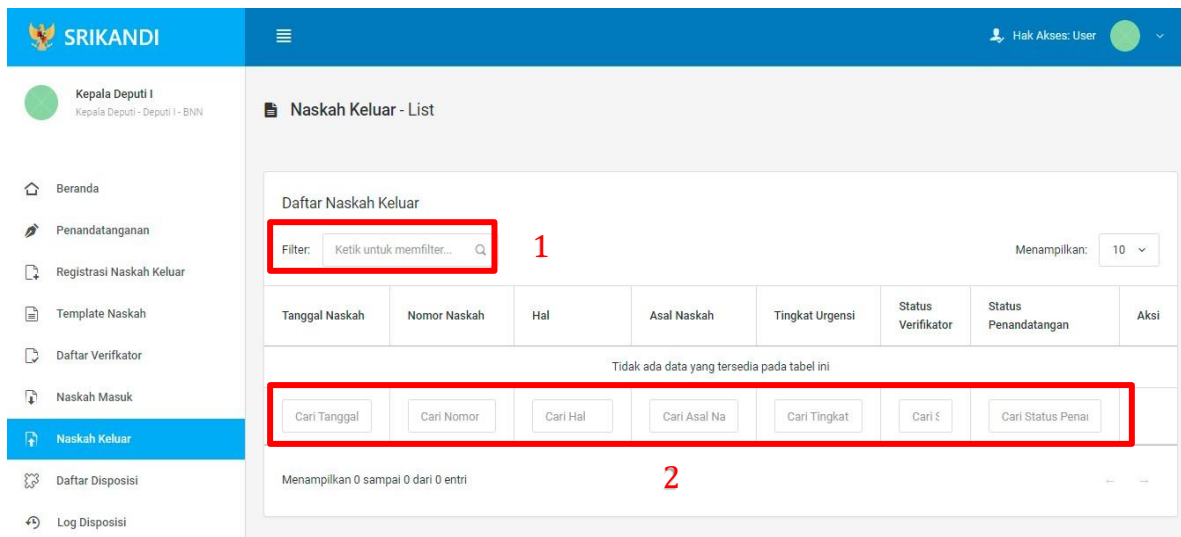 SRIKANDI
Hak Akses: User
Kepala Deputi I
Kepala Deputi - Deputi I - BNN
Naskah Keluar - List
Beranda
Penandatanganan
Registrasi Naskah Keluar
Template Naskah
Daftar Verifkator
Naskah Masuk
Naskah Keluar
Daftar Disposisi
Log Disposisi
Daftar Naskah Keluar
Filter: Ketik untuk memfilter... 1 Menampilkan: 10
Tanggal Naskah Nomor Naskah Hal Asal Naskah Tingkat Urgensi Status Verifikator Status Penandatangan Aksi
Tidak ada data yang tersedia pada tabel ini
Cari Tanggal Cari Nomor Cari Hal Cari Asal Na Cari Tingkat Cari S Cari Status Penan
Menampilkan 0 sampai 0 dari 0 entri 2 ← →